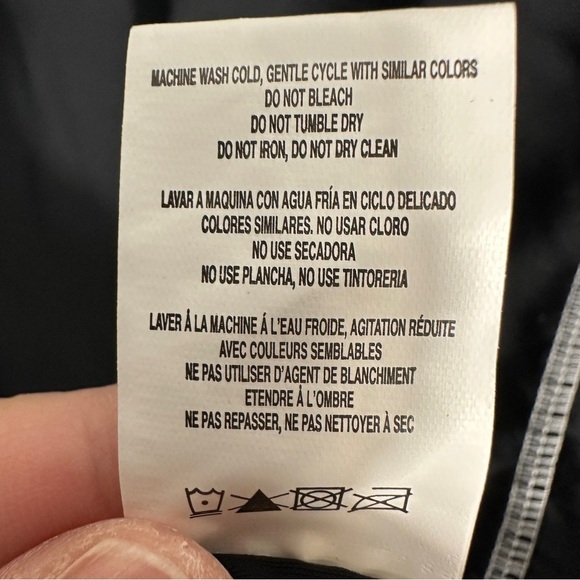 MACHINE WASH COLD, GENTLE CYCLE WITH SIMILAR COLORS
DO NOT BLEACH
DO NOT TUMBLE DRY
DO NOT IRON, DO NOT DRY CLEAN
LAVAR A MAQUINA CON AGUA FRÍA EN CICLO DELICADO
COLORES SIMILARES. NO USAR CLORO
NO USE SECADORA
NO USE PLANCHA, NO USE TINTORERIA
LAVER Å LA MACHINE Á L'EAU FROIDE, AGITATION RÉDUITE
AVEC COULEURS SEMBLABLES
NE PAS UTILISER D'AGENT DE BLANCHIMENT
ETENDRE Å L'OMBRE
NE PAS REPASSER, NE PAS NETTOYER Å SEC